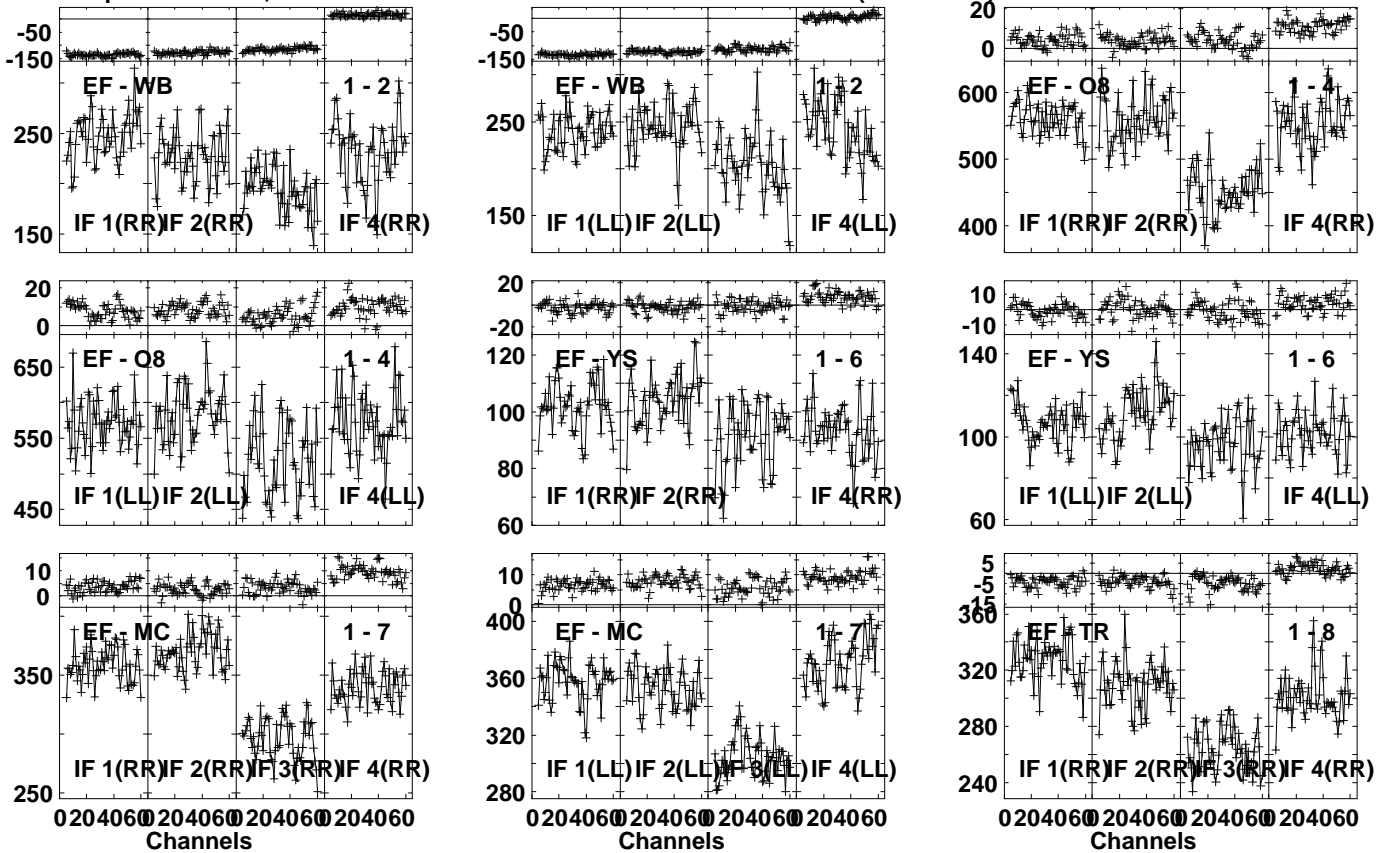 -50
-150
EF - WB
1 - 2
250
150
IF 1(RR)
IF 2(RR)
IF 4(RR)
-50
-150
EF - WB
1 - 2
250
150
IF 1(LL)
IF 2(LL)
IF 4(LL)
20
0
EF - O8
1 - 4
600
500
400
IF 1(RR)
IF 2(RR)
IF 4(RR)
20
0
EF - O8
1 - 4
650
550
450
IF 1(LL)
IF 2(LL)
IF 4(LL)
20
-20
EF - YS
1 - 6
120
100
80
60
IF 1(RR)
IF 2(RR)
IF 4(RR)
10
-10
EF - YS
1 - 6
140
100
60
IF 1(LL)
IF 2(LL)
IF 4(LL)
10
0
EF - MC
1 - 7
350
250
IF 1(RR)
IF 2(RR)
IF 3(RR)
IF 4(RR)
0 20 40 60 0 20 40 60 0 20 40 60 0 20 40 60
Channels
10
0
EF - MC
1 - 7
400
360
320
280
IF 1(LL)
IF 2(LL)
IF 3(LL)
IF 4(LL)
0 20 40 60 0 20 40 60 0 20 40 60 0 20 40 60
Channels
5
-5
-15
EF - TR
1 - 8
360
320
280
240
IF 1(RR)
IF 2(RR)
IF 3(RR)
IF 4(RR)
0 20 40 60 0 20 40 60 0 20 40 60 0 20 40 60
Channels